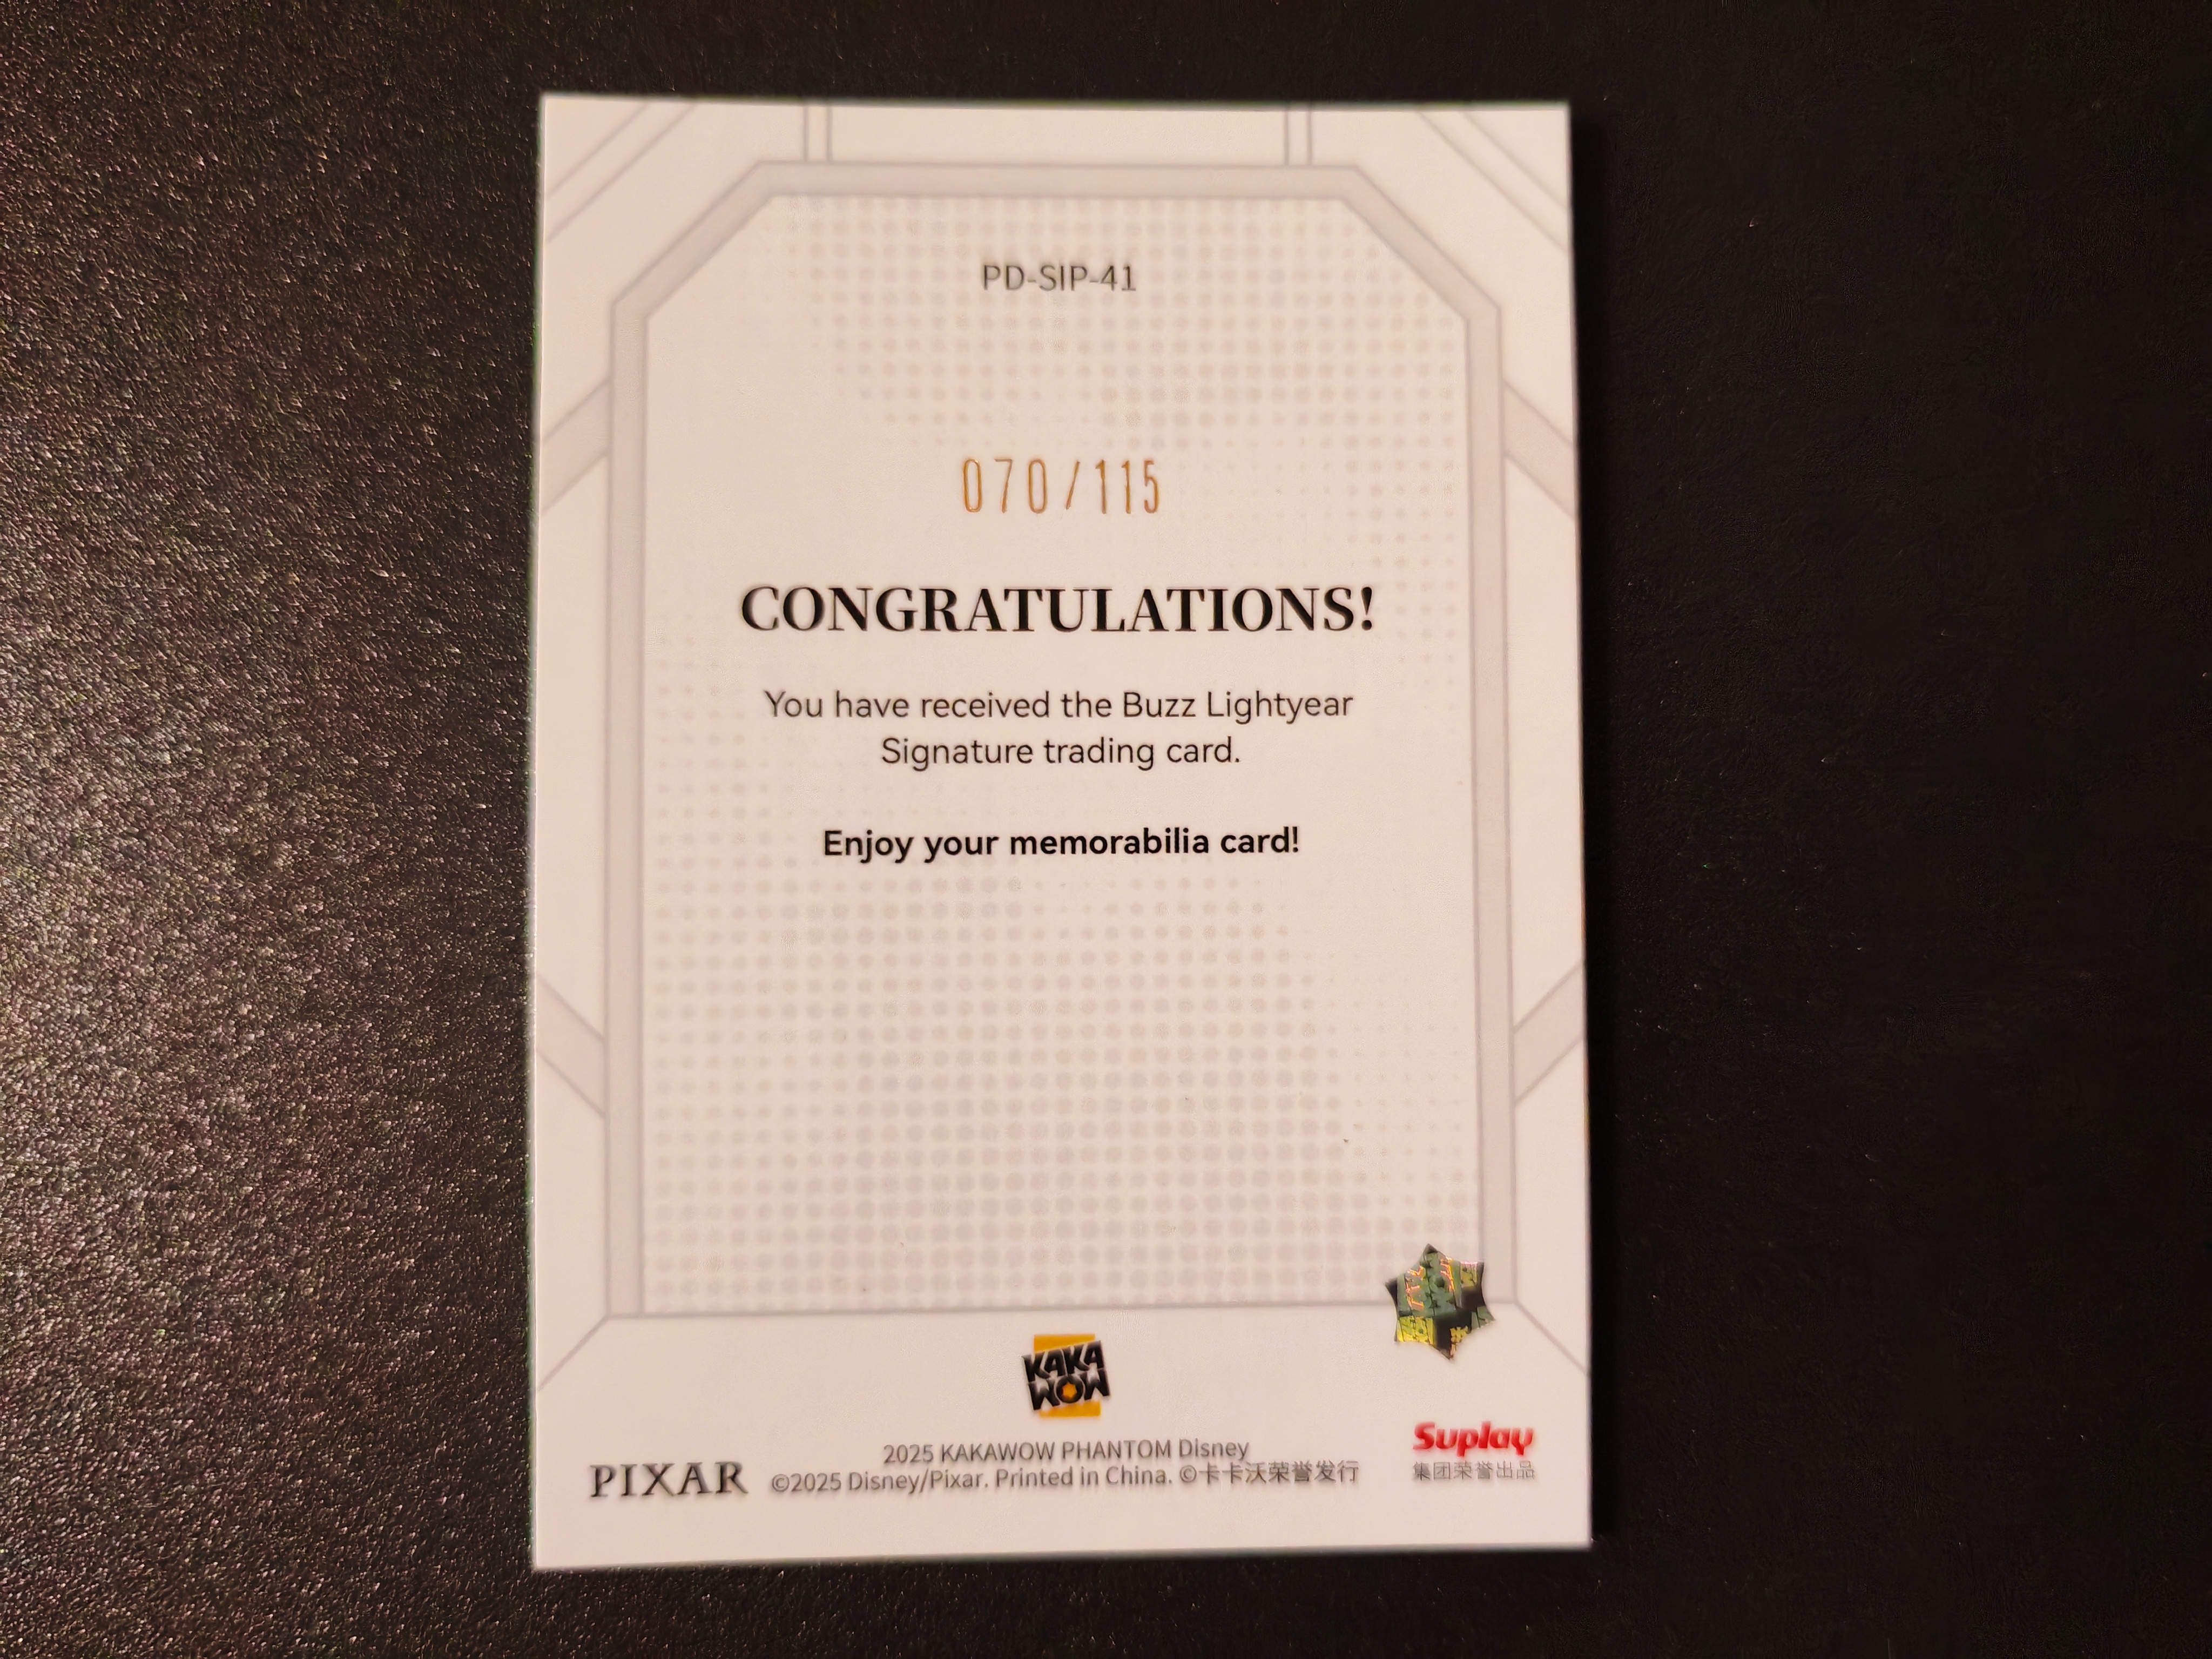 PD-SIP-41
070/115
CONGRATULATIONS!
You have received the Buzz Lightyear
Signature trading card.
Enjoy your memorabilia card!
KAKA
WOW
2025 KAKAWOW PHANTOM Disney
PIXAR ©2025 Disney/Pixar. Printed in China. ©卡卡沃荣誉发行
Suplay
集团荣誉出品